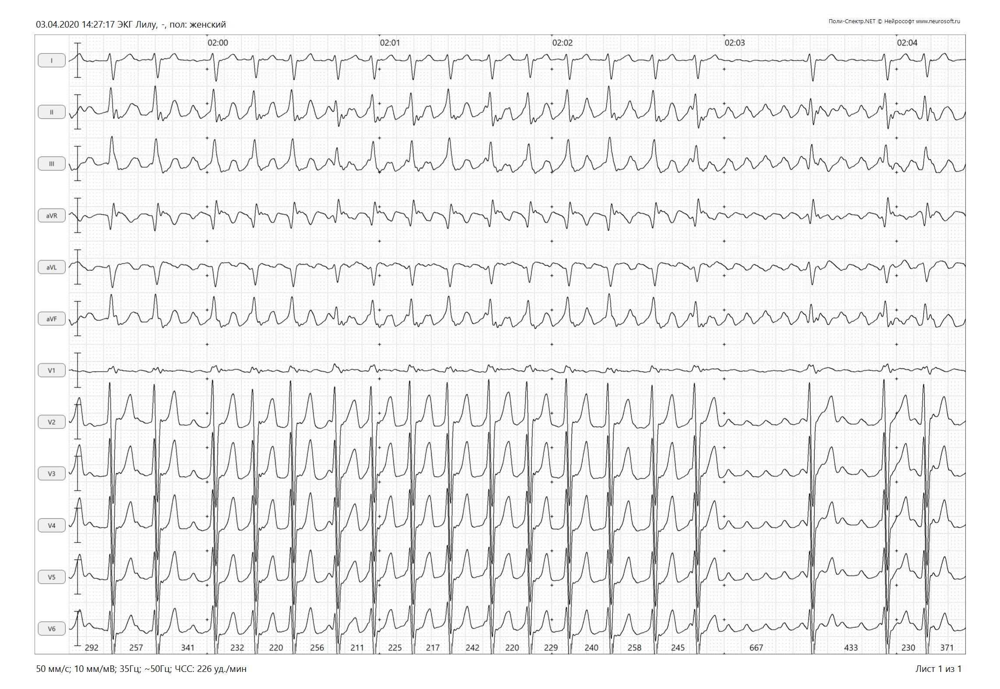 03.04.2020 14:27:17 ЭКГ Лилу, -, пол: женский
Поли-Спектр.NET © Нейрософт www.neurosoft.ru
02:00 02:01 02:02 02:03 02:04
I
II
III
aVR
aVL
aVF
V1
V2
V3
V4
V5
V6
292 257 341 232 220 256 211 225 217 242 220 229 240 258 245 667 433 230 371
50 мм/с; 10 мм/мВ; 35Гц; ~50Гц; ЧСС: 226 уд./мин
Лист 1 из 1